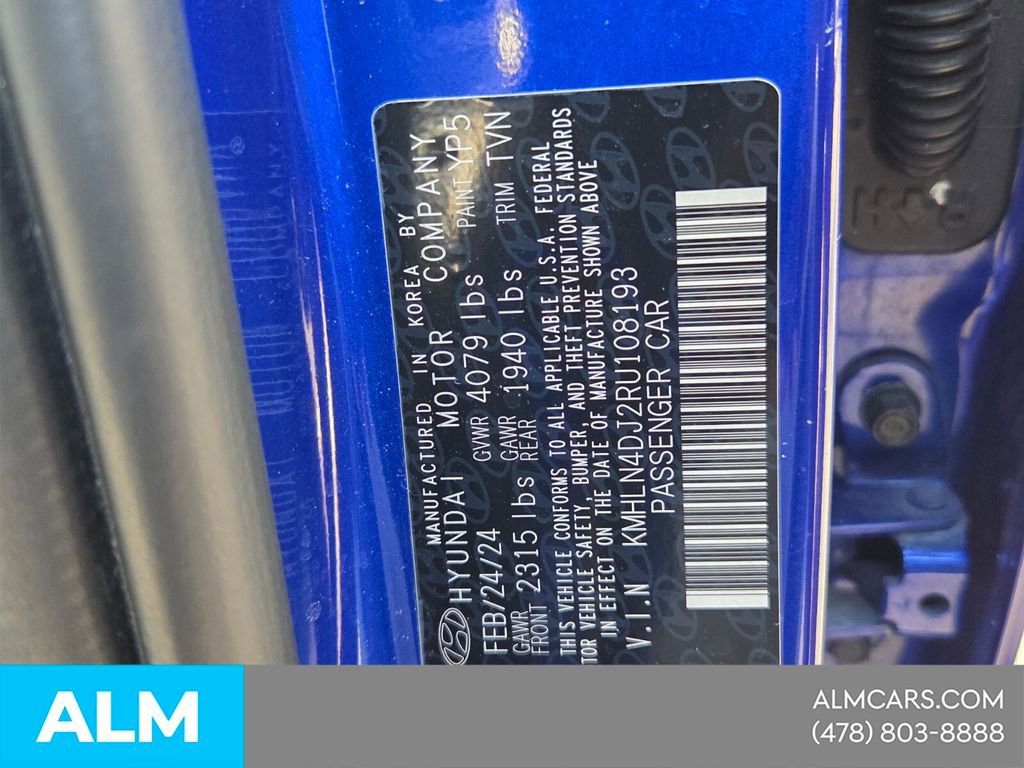 MANUFACTURED IN KOREA BY
HYUNDAI MOTOR COMPANY
FEB/24/24 GVWR 4079 lbs PAINT YP5
GAWR FRONT 2315 lbs GAWR REAR 1940 lbs TRIM TVN
THIS VEHICLE CONFORMS TO ALL APPLICABLE U.S.A. FEDERAL
TOR VEHICLE SAFETY, BUMPER, AND THEFT PREVENTION STANDARDS
IN EFFECT ON THE DATE OF MANUFACTURE SHOWN ABOVE
V.I.N KMHLN4DJ2RU108193
PASSENGER CAR
ALM
ALMCARS.COM
(478) 803-8888